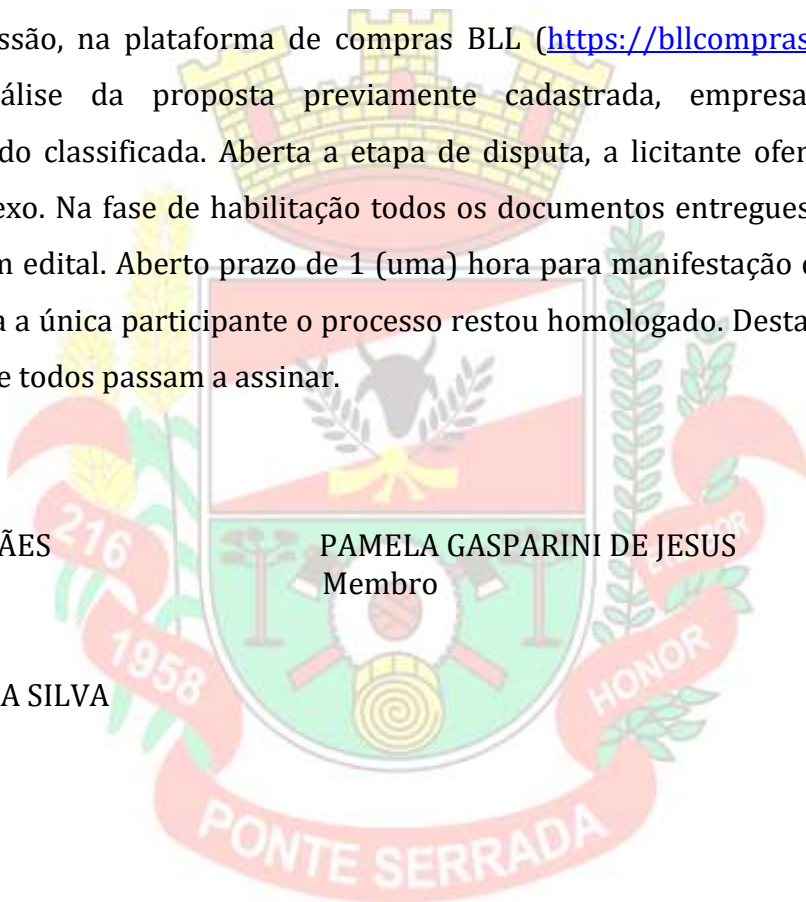 ssão, na plataforma de compras BLL (https://bllcompras
álise da proposta previamente cadastrada, empresa
do classificada. Aberta a etapa de disputa, a licitante ofer
exo. Na fase de habilitação todos os documentos entregues
m edital. Aberto prazo de 1 (uma) hora para manifestação
a a única participante o processo restou homologado. Desta
e todos passam a assinar.
ÃES PAMELA GASPARINI DE JESUS
Membro
A SILVA
216
1958
LABOR
HONOR
PONTE SERRADA